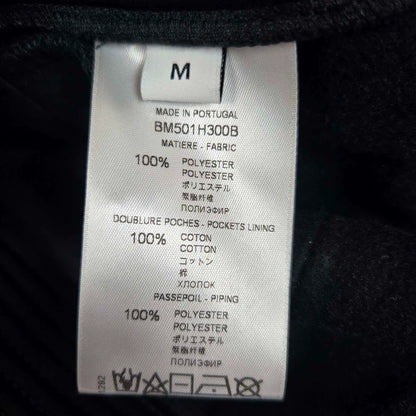 M
MADE IN PORTUGAL
BM501H300B
MATIERE - FABRIC
100% POLYESTER
POLYESTER
ポリエステル
聚酯纤维
ПОЛИЭФИР
DOUBLURE POCHES - POCKETS LINING
100% COTON
COTTON
コットン
棉
ХЛОПОК
PASSEPOIL - PIPING
100% POLYESTER
POLYESTER
ポリエステル
聚酯纤维
ПОЛИЭФИР